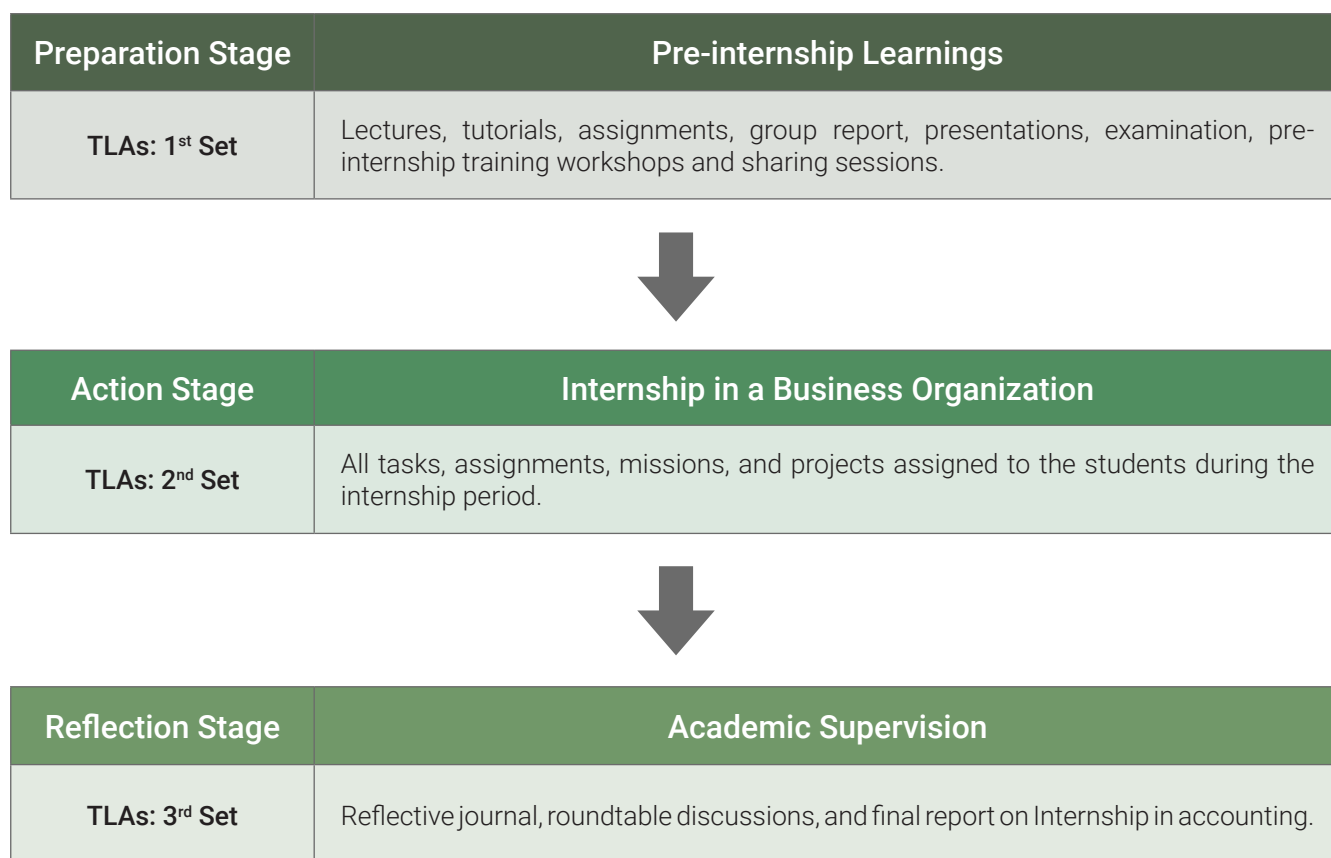 Preparation Stage
Pre-internship Learnings
TLAs: 1st Set
Lectures, tutorials, assignments, group report, presentations, examination, pre-
internship training workshops and sharing sessions.
Action Stage
Internship in a Business Organization
TLAs: 2nd Set
All tasks, assignments, missions, and projects assigned to the students during the
internship period.
Reflection Stage
Academic Supervision
TLAs: 3rd Set
Reflective journal, roundtable discussions, and final report on Internship in accounting.